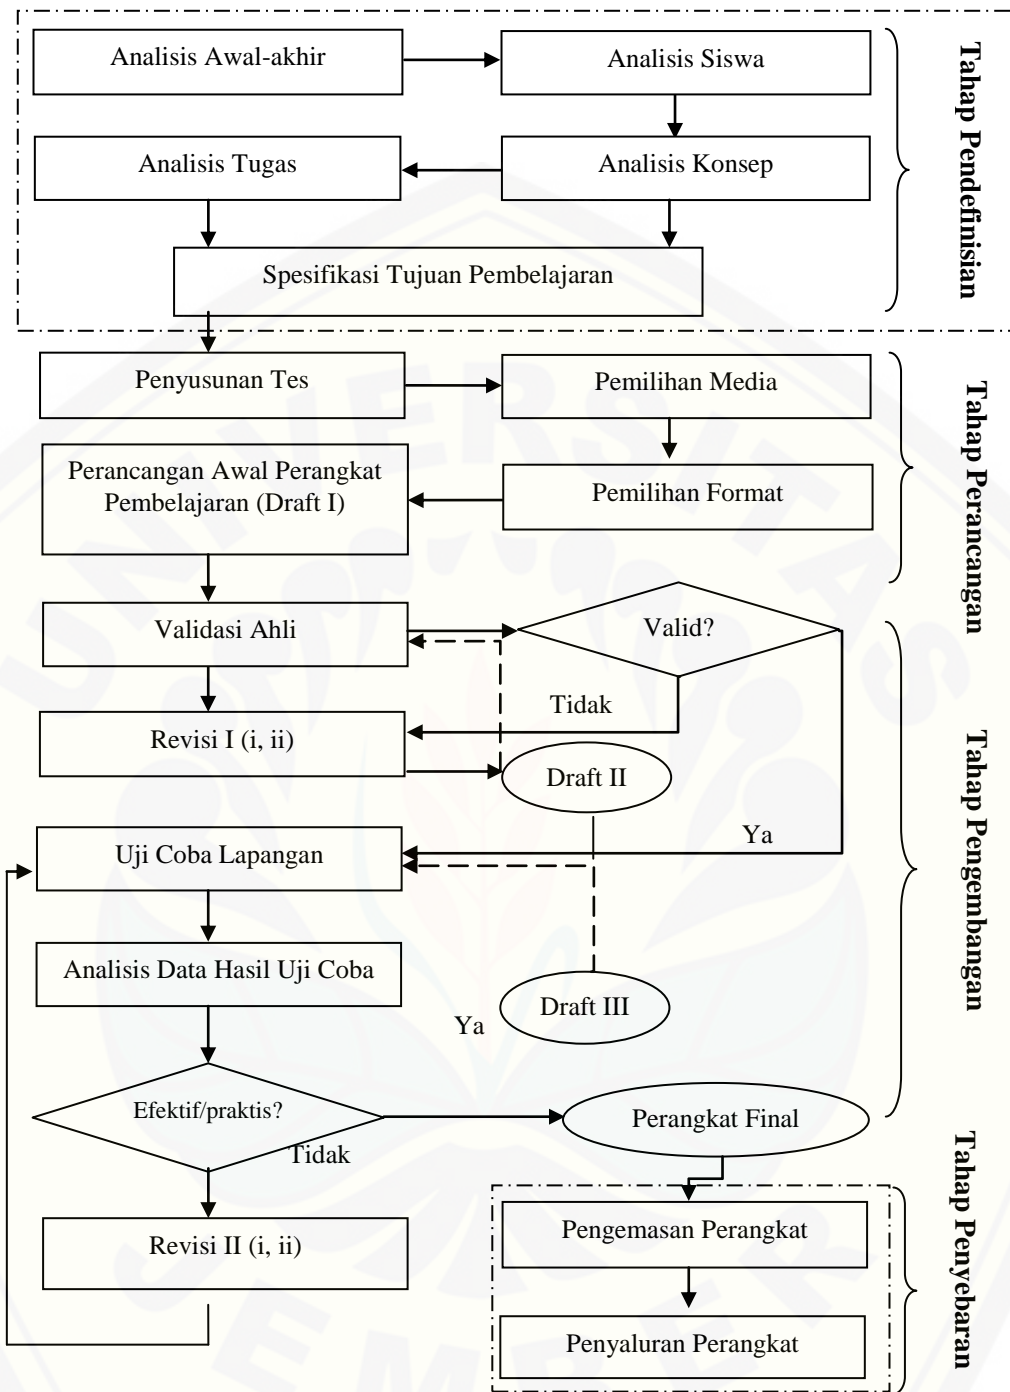 Analisis Awal-akhir
Analisis Siswa
Tahap Pendefinisian
Analisis Tugas
Analisis Konsep
Spesifikasi Tujuan Pembelajaran
Penyusunan Tes
Pemilihan Media
Tahap Perancangan
Perancangan Awal Perangkat
Pembelajaran (Draft I)
Pemilihan Format
Validasi Ahli
Valid?
Tidak
Revisi I (i, ii)
Draft II
Tahap Pengembangan
Ya
Uji Coba Lapangan
Analisis Data Hasil Uji Coba
Draft III
Ya
Efektif/praktis?
Tidak
Perangkat Final
Tahap Penyebaran
Pengemasan Perangkat
Revisi II (i, ii)
Penyaluran Perangkat
UNIVERSITAS
JEMBER